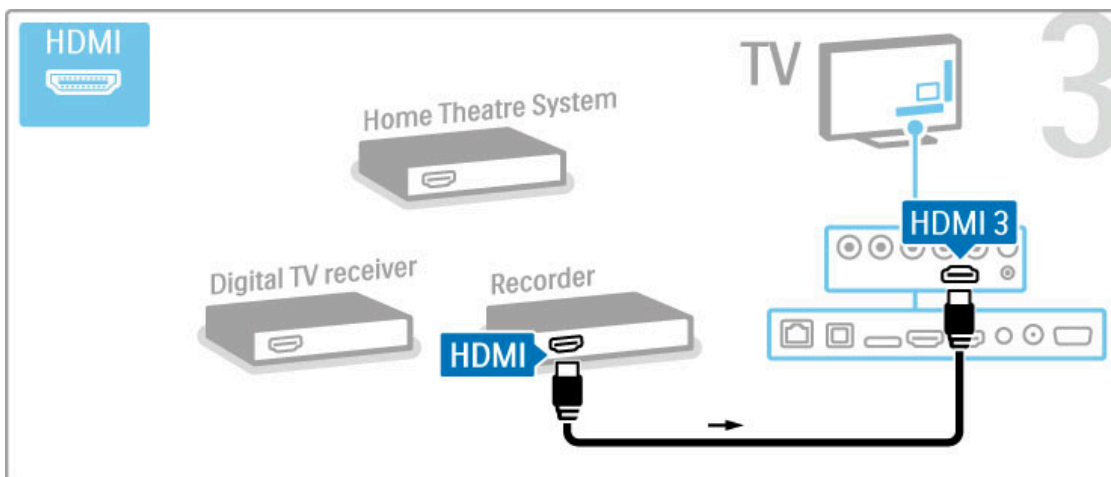 HDMI
TV
3
Home Theatre System
HDMI 3
Digital TV receiver
Recorder
HDMI